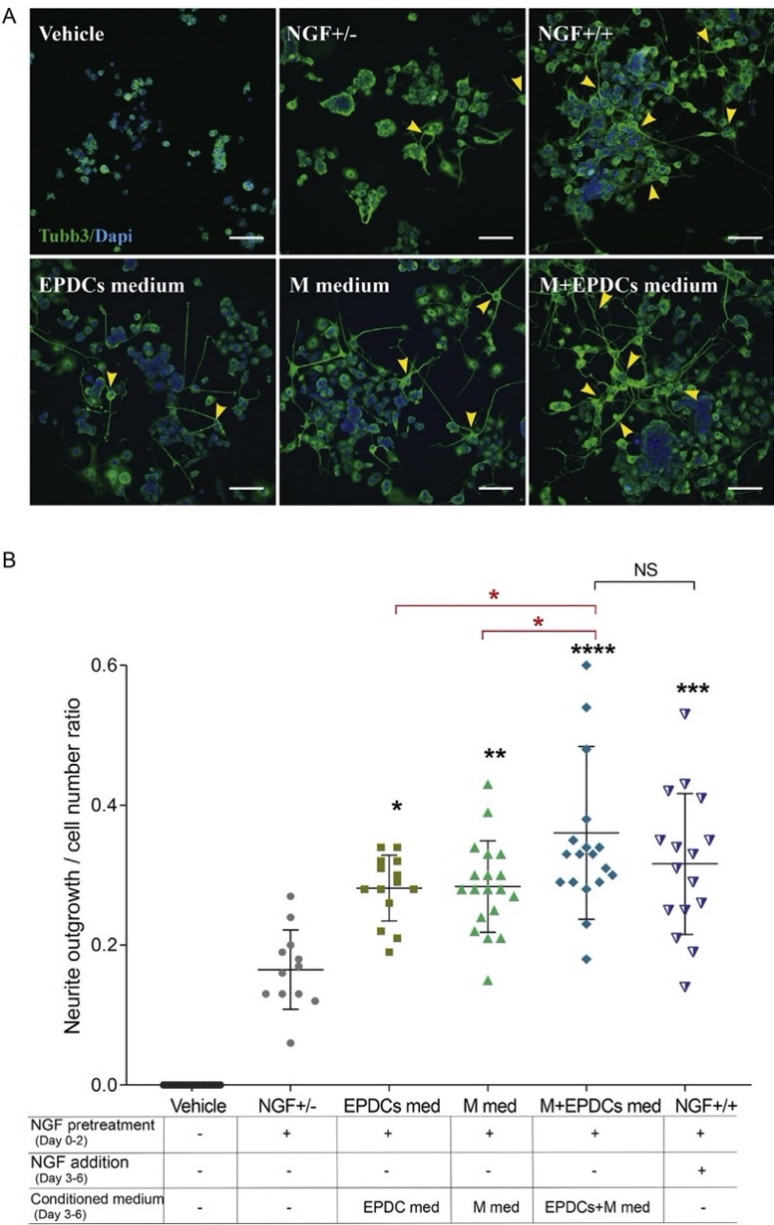 A
Vehicle
NGF+/-
NGF+/+
Tubb3/Dapi
EPDCs medium
M medium
M+EPDCs medium
B
NS
*
*
****
***
**
*
0.6
0.4
0.2
0.0
Neurite outgrowth / cell number ratio
Vehicle NGF+/- EPDCs med M med M+EPDCs med NGF+/+
NGF pretreatment
(Day 0-2) - + + + + +
NGF addition
(Day 3-6) - - - - - +
Conditioned medium
(Day 3-6) - - EPDC med M med EPDCs+M med -